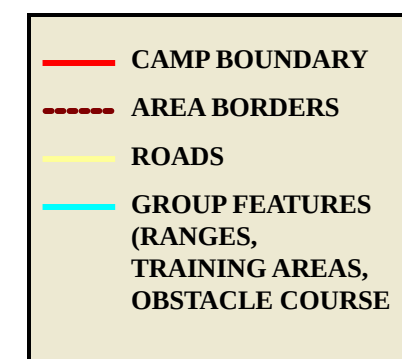 CAMP BOUNDARY
AREA BORDERS
ROADS
GROUP FEATURES
(RANGES,
TRAINING AREAS,
OBSTACLE COURSE